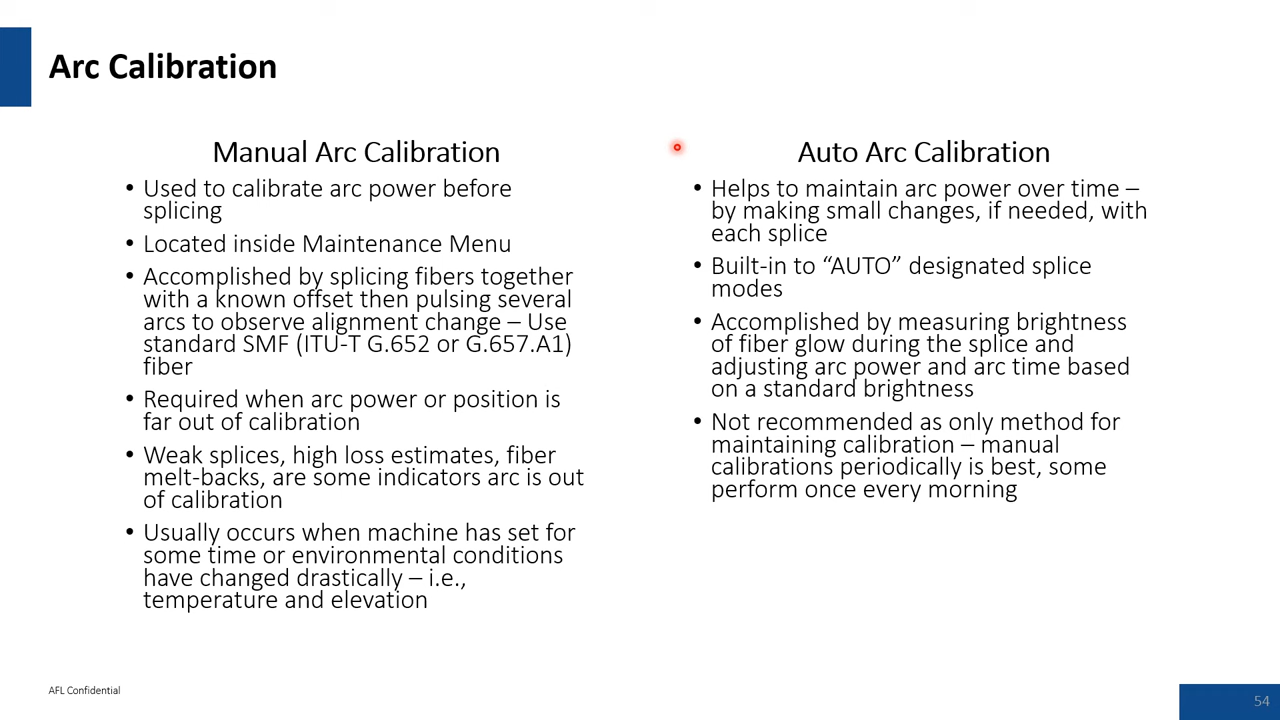 Arc Calibration
Manual Arc Calibration
• Used to calibrate arc power before
splicing
• Located inside Maintenance Menu
• Accomplished by splicing fibers together
with a known offset then pulsing several
arcs to observe alignment change – Use
standard SMF (ITU-T G.652 or G.657.A1)
fiber
• Required when arc power or position is
far out of calibration
• Weak splices, high loss estimates, fiber
melt-backs, are some indicators arc is out
of calibration
• Usually occurs when machine has set for
some time or environmental conditions
have changed drastically – i.e.,
temperature and elevation
Auto Arc Calibration
• Helps to maintain arc power over time –
by making small changes, if needed, with
each splice
• Built-in to “AUTO” designated splice
modes
• Accomplished by measuring brightness
of fiber glow during the splice and
adjusting arc power and arc time based
on a standard brightness
• Not recommended as only method for
maintaining calibration – manual
calibrations periodically is best, some
perform once every morning
AFL Confidential
54